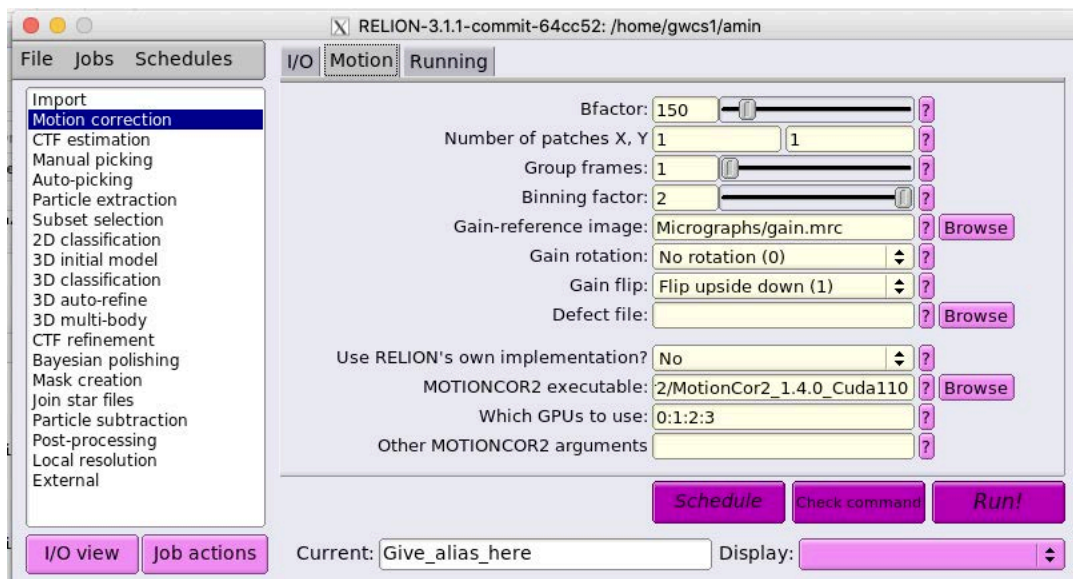 X RELION-3.1.1-commit-64cc52: /home/gwcs1/amin
File Jobs Schedules
I/O Motion Running
Import
Motion correction
CTF estimation
Manual picking
Auto-picking
Particle extraction
Subset selection
2D classification
3D initial model
3D classification
3D auto-refine
3D multi-body
CTF refinement
Bayesian polishing
Mask creation
Join star files
Particle subtraction
Post-processing
Local resolution
External
Bfactor: 150 ?
Number of patches X, Y 1 1 ?
Group frames: 1 ?
Binning factor: 2 ?
Gain-reference image: Micrographs/gain.mrc ? Browse
Gain rotation: No rotation (0) ?
Gain flip: Flip upside down (1) ?
Defect file: ? Browse
Use RELION's own implementation? No ?
MOTIONCOR2 executable: 2/MotionCor2_1.4.0_Cuda110 ? Browse
Which GPUs to use: 0:1:2:3 ?
Other MOTIONCOR2 arguments ?
Schedule Check command Run!
I/O view Job actions Current: Give_alias_here Display: